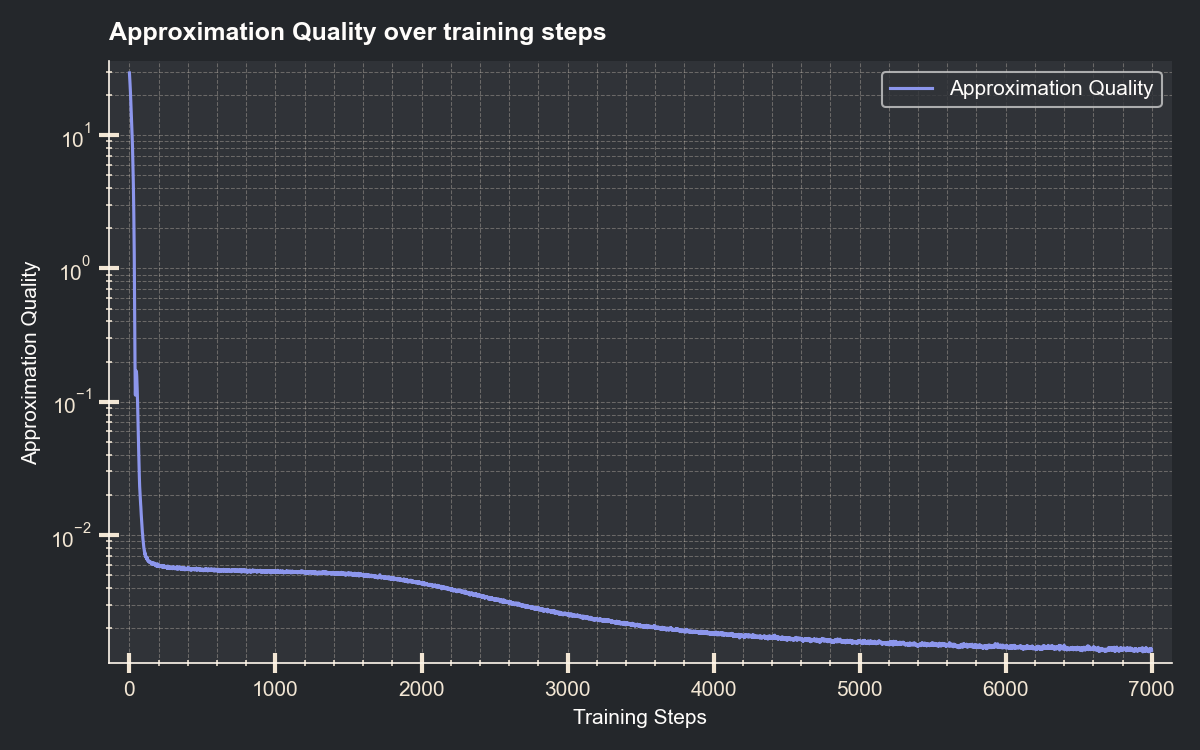 Approximation Quality over training steps
Approximation Quality
10^1
10^0
10^−1
10^−2
Approximation Quality
0 1000 2000 3000 4000 5000 6000 7000
Training Steps